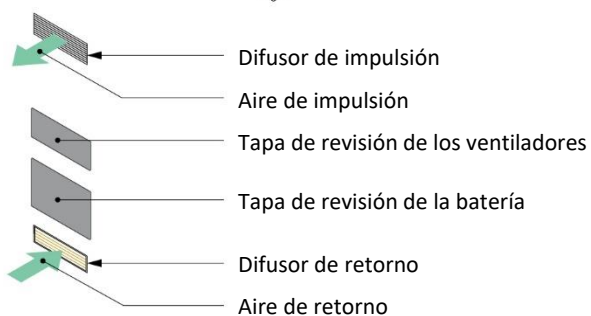 Difusor de impulsión
Aire de impulsión
Tapa de revisión de los ventiladores
Tapa de revisión de la batería
Difusor de retorno
Aire de retorno